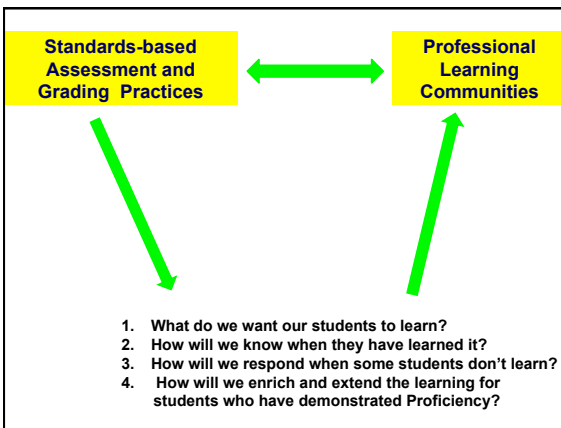 Standards-based
Assessment and
Grading Practices
Professional
Learning
Communities
1. What do we want our students to learn?
2. How will we know when they have learned it?
3. How will we respond when some students don't learn?
4. How will we enrich and extend the learning for
students who have demonstrated Proficiency?